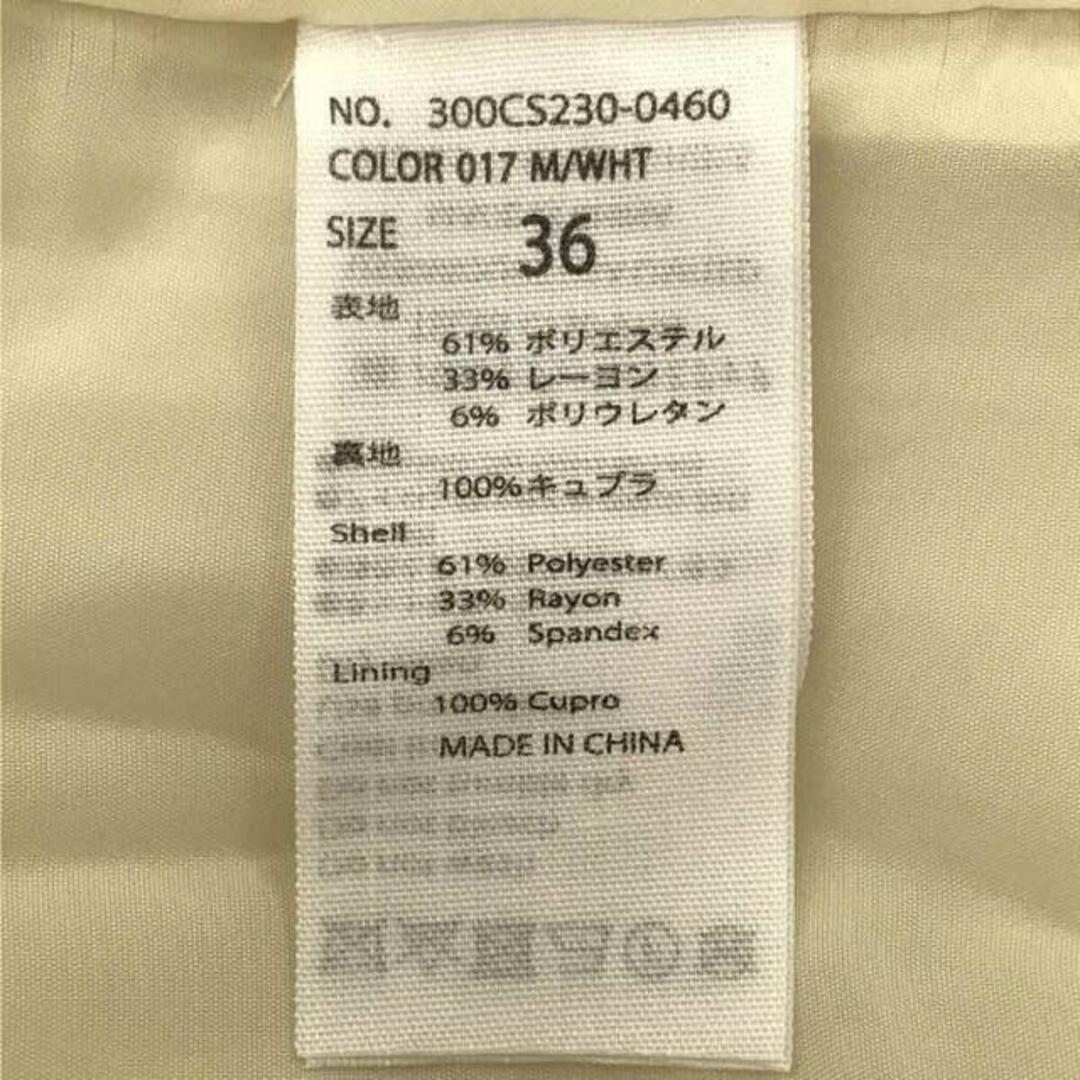 NO. 300CS230-0460
COLOR 017 M/WHT
SIZE 36
表地
61% ポリエステル
33% レーヨン
6% ポリウレタン
裏地
100% キュプラ
Shell
61% Polyester
33% Rayon
6% Spandex
Lining
100% Cupro
MADE IN CHINA